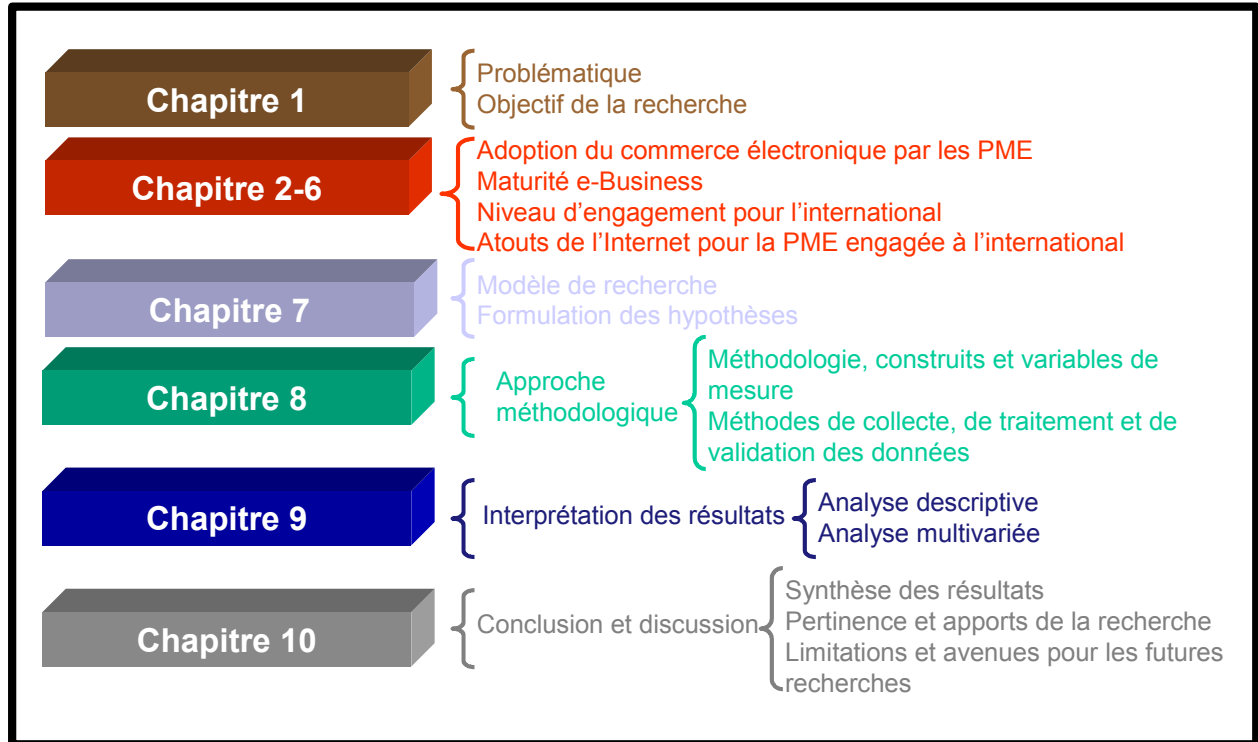 Chapitre 1
Problématique
Objectif de la recherche
Chapitre 2-6
Adoption du commerce électronique par les PME
Maturité e-Business
Niveau d’engagement pour l’international
Atouts de l’Internet pour la PME engagée à l’international
Chapitre 7
Modèle de recherche
Formulation des hypothèses
Chapitre 8
Approche
méthodologique
Méthodologie, construits et variables de
mesure
Méthodes de collecte, de traitement et de
validation des données
Chapitre 9
Interprétation des résultats
Analyse descriptive
Analyse multivariée
Chapitre 10
Conclusion et discussion
Synthèse des résultats
Pertinence et apports de la recherche
Limitations et avenues pour les futures
recherches